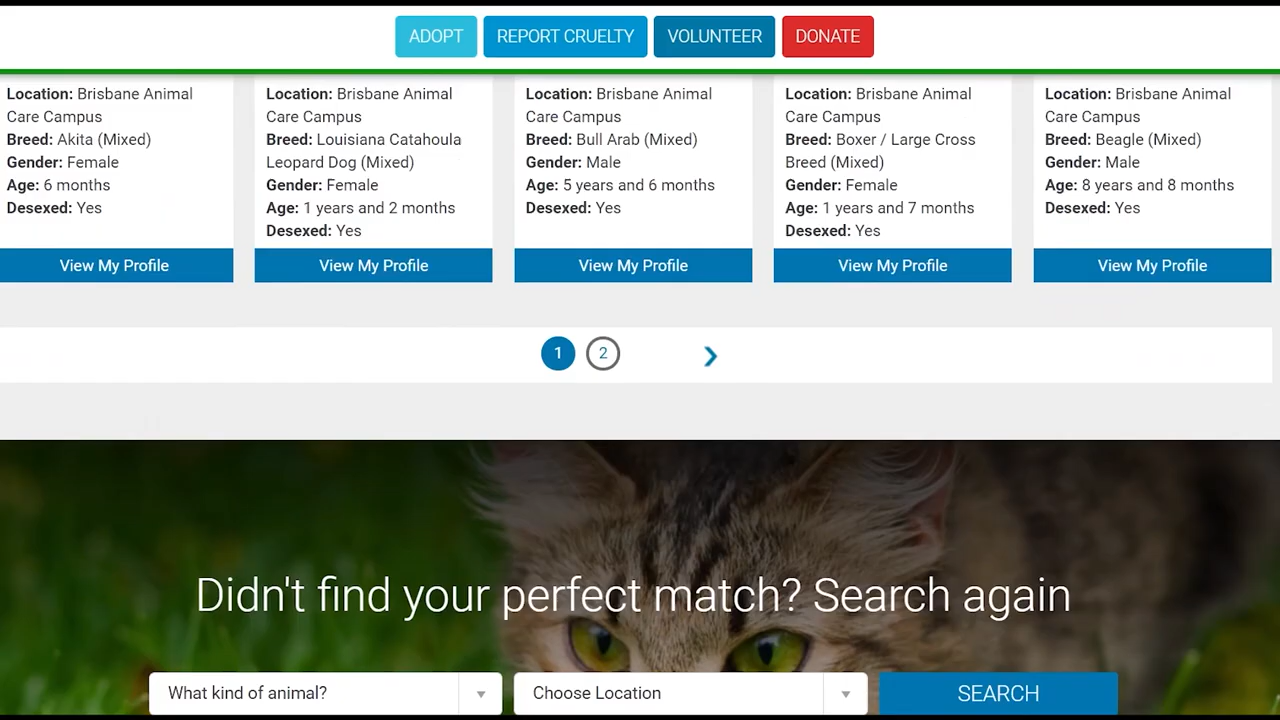 ADOPT REPORT CRUELTY VOLUNTEER DONATE
Location: Brisbane Animal
Care Campus
Breed: Akita (Mixed)
Gender: Female
Age: 6 months
Desexed: Yes
View My Profile
Location: Brisbane Animal
Care Campus
Breed: Louisiana Catahoula
Leopard Dog (Mixed)
Gender: Female
Age: 1 years and 2 months
Desexed: Yes
View My Profile
Location: Brisbane Animal
Care Campus
Breed: Bull Arab (Mixed)
Gender: Male
Age: 5 years and 6 months
Desexed: Yes
View My Profile
Location: Brisbane Animal
Care Campus
Breed: Boxer / Large Cross
Breed (Mixed)
Gender: Female
Age: 1 years and 7 months
Desexed: Yes
View My Profile
Location: Brisbane Animal
Care Campus
Breed: Beagle (Mixed)
Gender: Male
Age: 8 years and 8 months
Desexed: Yes
View My Profile
1 2
Didn't find your perfect match? Search again
What kind of animal? Choose Location SEARCH